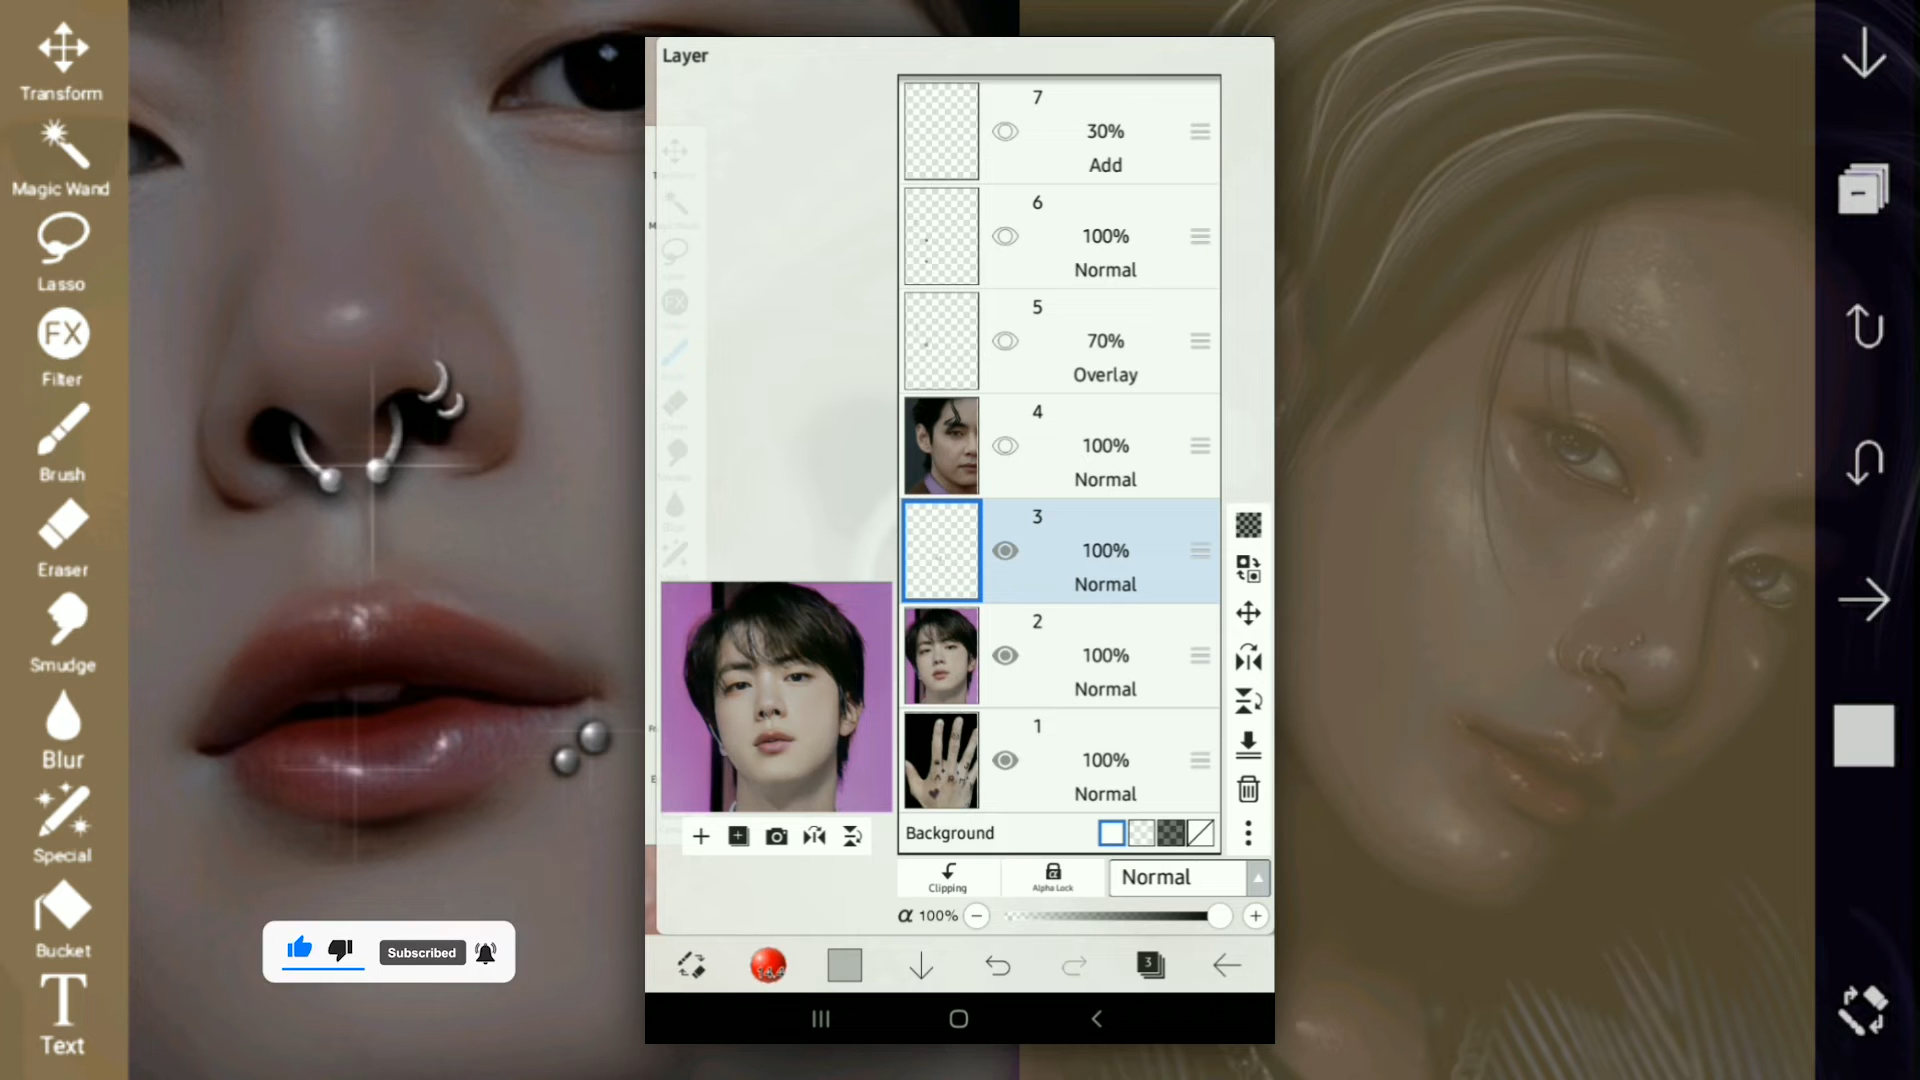 Transform
Magic Wand
Lasso
FX
Filter
Brush
Smudge
Eraser
Blur
Special
Bucket
T
Text
Subscribed
Layer
7
30%
Add
6
100%
Normal
5
70%
Overlay
4
100%
Normal
3
100%
Normal
2
100%
Normal
1
100%
Normal
Background
Clipping
Alpha Lock
Normal
α 100%
14.4
3